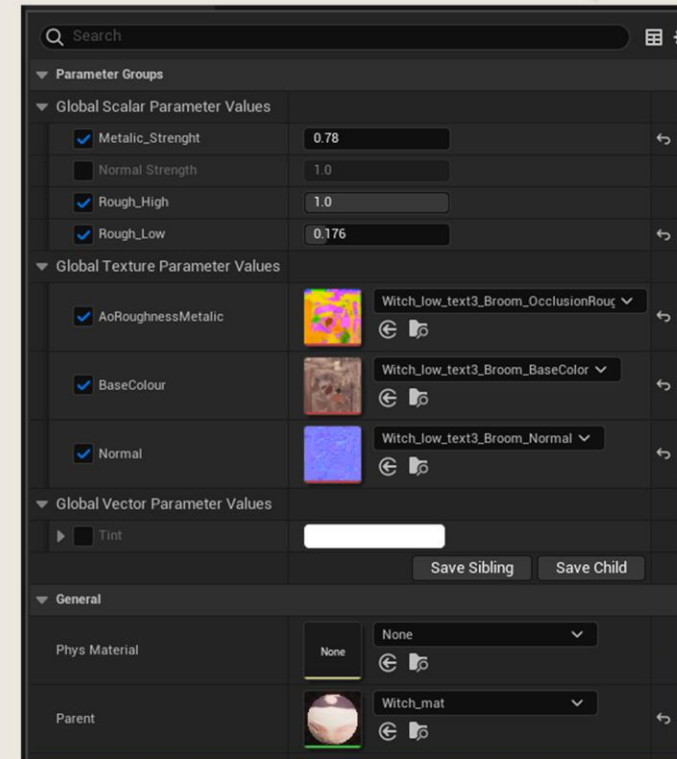 Search
Parameter Groups
Global Scalar Parameter Values
Metallic_Strenght 0.78
Normal Strength 1.0
Rough_High 1.0
Rough_Low 0.176
Global Texture Parameter Values
AoRoughnessMetalic Witch_low_text3_Broom_OcclusionRoug
BaseColour Witch_low_text3_Broom_BaseColor
Normal Witch_low_text3_Broom_Normal
Global Vector Parameter Values
Tint
Save Sibling Save Child
General
Phys Material None None
Parent Witch_mat